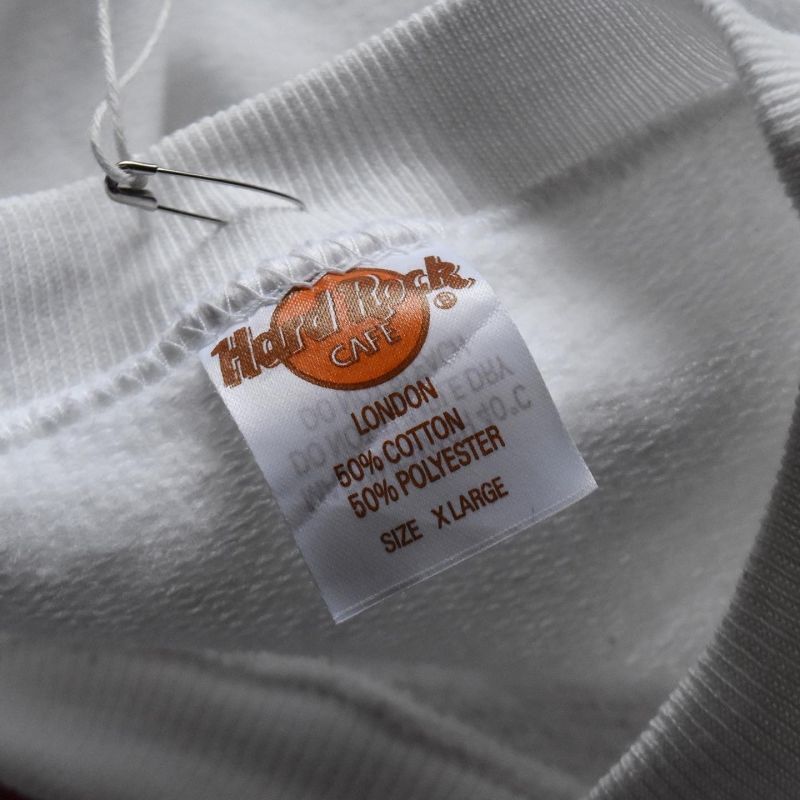 Hard Rock ®
CAFE
LONDON
50% COTTON
50% POLYESTER
SIZE X LARGE